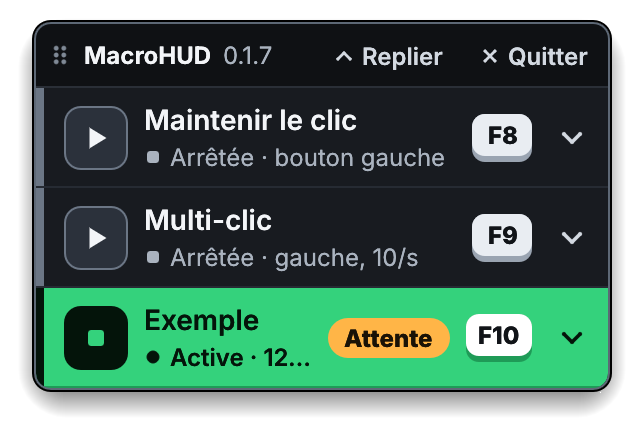 MacroHUD 0.1.7 Replier Quitter
Maintenir le clic
Arrêtée · bouton gauche
F8
Multi-clic
Arrêtée · gauche, 10/s
F9
Exemple
Active · 12…
Attente
F10